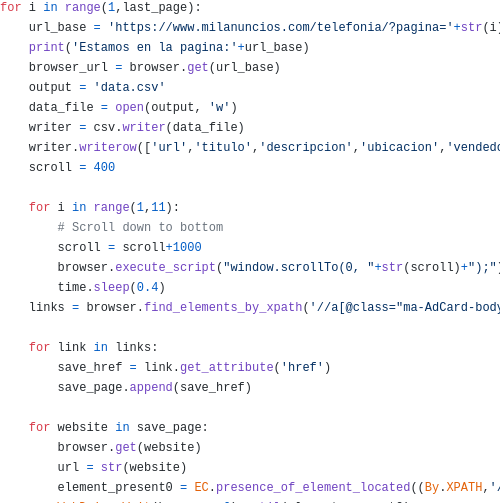 for i in range(1,last_page):
    url_base = 'https://www.milanuncios.com/telefonia/?pagina='+str(i)
    print('Estamos en la pagina:'+url_base)
    browser_url = browser.get(url_base)
    output = 'data.csv'
    data_file = open(output, 'w')
    writer = csv.writer(data_file)
    writer.writerow(['url','titulo','descripcion','ubicacion','vended
    scroll = 400
    for i in range(1,11):
        # Scroll down to bottom
        scroll = scroll+1000
        browser.execute_script("window.scrollTo(0, "+str(scroll)+");")
        time.sleep(0.4)
    links = browser.find_elements_by_xpath('//a[@class="ma-AdCard-body
    for link in links:
        save_href = link.get_attribute('href')
        save_page.append(save_href)
    for website in save_page:
        browser.get(website)
        url = str(website)
        element_present0 = EC.presence_of_element_located((By.XPATH,'/